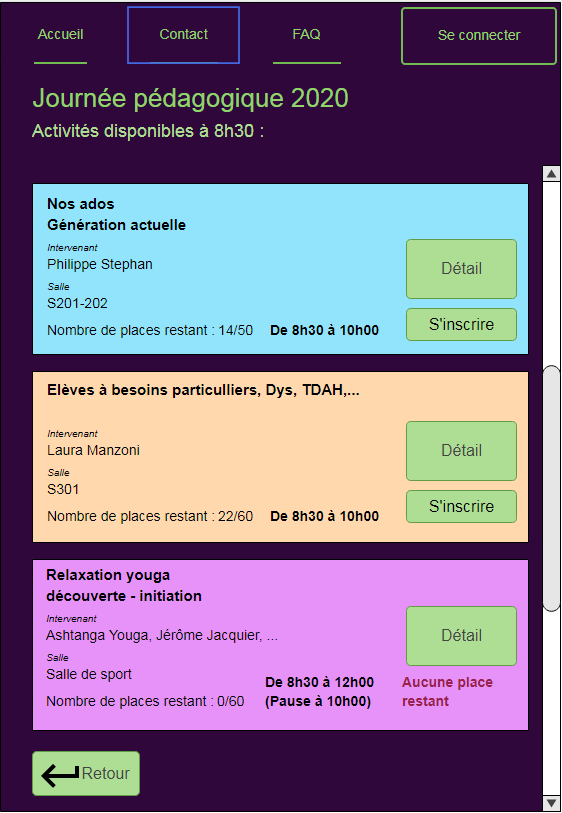 Accueil Contact FAQ Se connecter
Journée pédagogique 2020
Activités disponibles à 8h30 :
Nos ados
Génération actuelle
Intervenant
Philippe Stephan
Salle
S201-202
Nombre de places restant : 14/50 De 8h30 à 10h00
Détail
S'inscrire
Elèves à besoins particulliers, Dys, TDAH,...
Intervenant
Laura Manzoni
Salle
S301
Nombre de places restant : 22/60 De 8h30 à 10h00
Détail
S'inscrire
Relaxation youga
découverte - initiation
Intervenant
Ashtanga Youga, Jérôme Jacquier, ...
Salle
Salle de sport
Nombre de places restant : 0/60
De 8h30 à 12h00
(Pause à 10h00)
Détail
Aucune place
restant
Retour